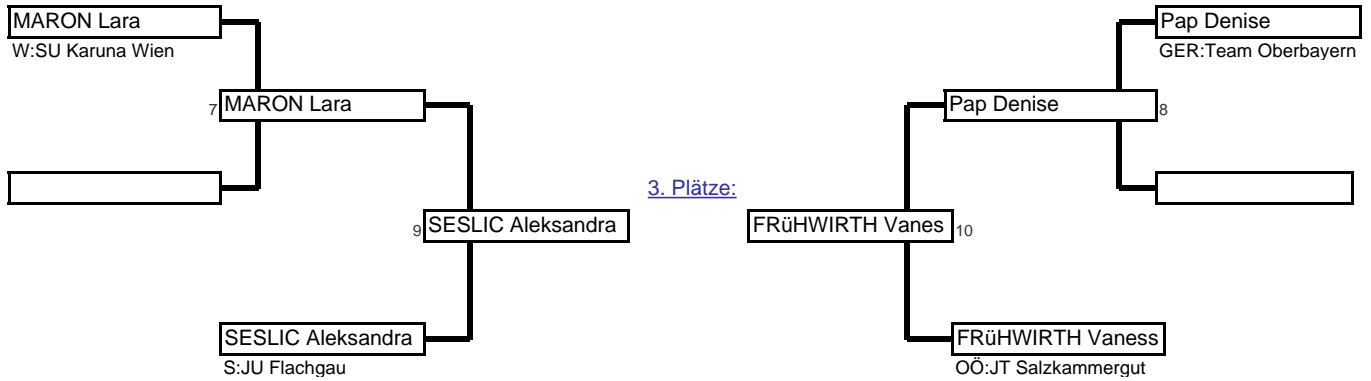 MARON Lara
Pap Denise
W:SU Karuna Wien
GER:Team Oberbayern
7 MARON Lara
Pap Denise 8
3. Plätze:
9 SESLIC Aleksandra
FRüHWIRTH Vanes 10
SESLIC Aleksandra
FRüHWIRTH Vaness
S:JU Flachgau
OÖ:JT Salzkammergut